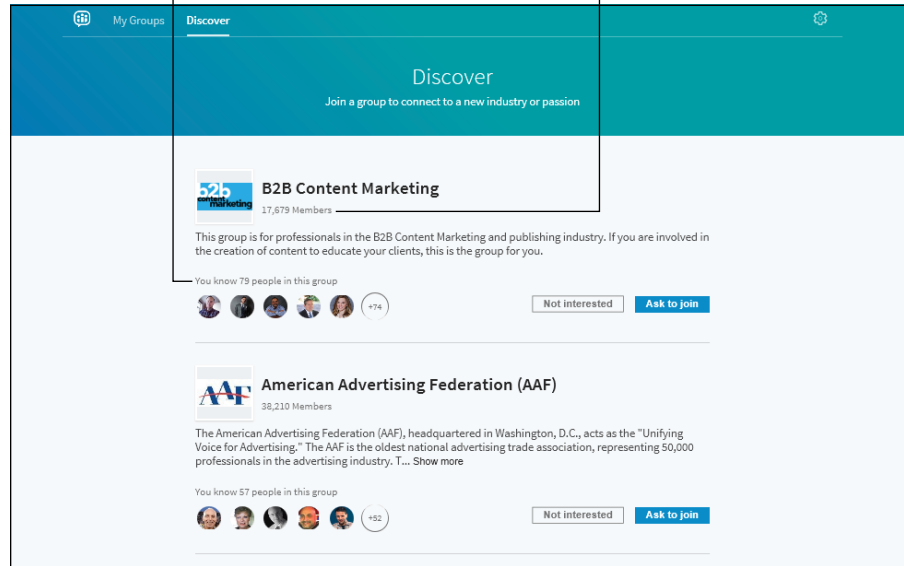 My Groups
Discover
Discover
Join a group to connect to a new industry or passion
b2b
content
marketing
B2B Content Marketing
17,679 Members
This group is for professionals in the B2B Content Marketing and publishing industry. If you are involved in
the creation of content to educate your clients, this is the group for you.
You know 79 people in this group
+74
Not interested
Ask to join
AAF
American Advertising Federation (AAF)
38,210 Members
The American Advertising Federation (AAF), headquartered in Washington, D.C., acts as the "Unifying
Voice for Advertising." The AAF is the oldest national advertising trade association, representing 50,000
professionals in the advertising industry. T... Show more
You know 57 people in this group
+52
Not interested
Ask to join